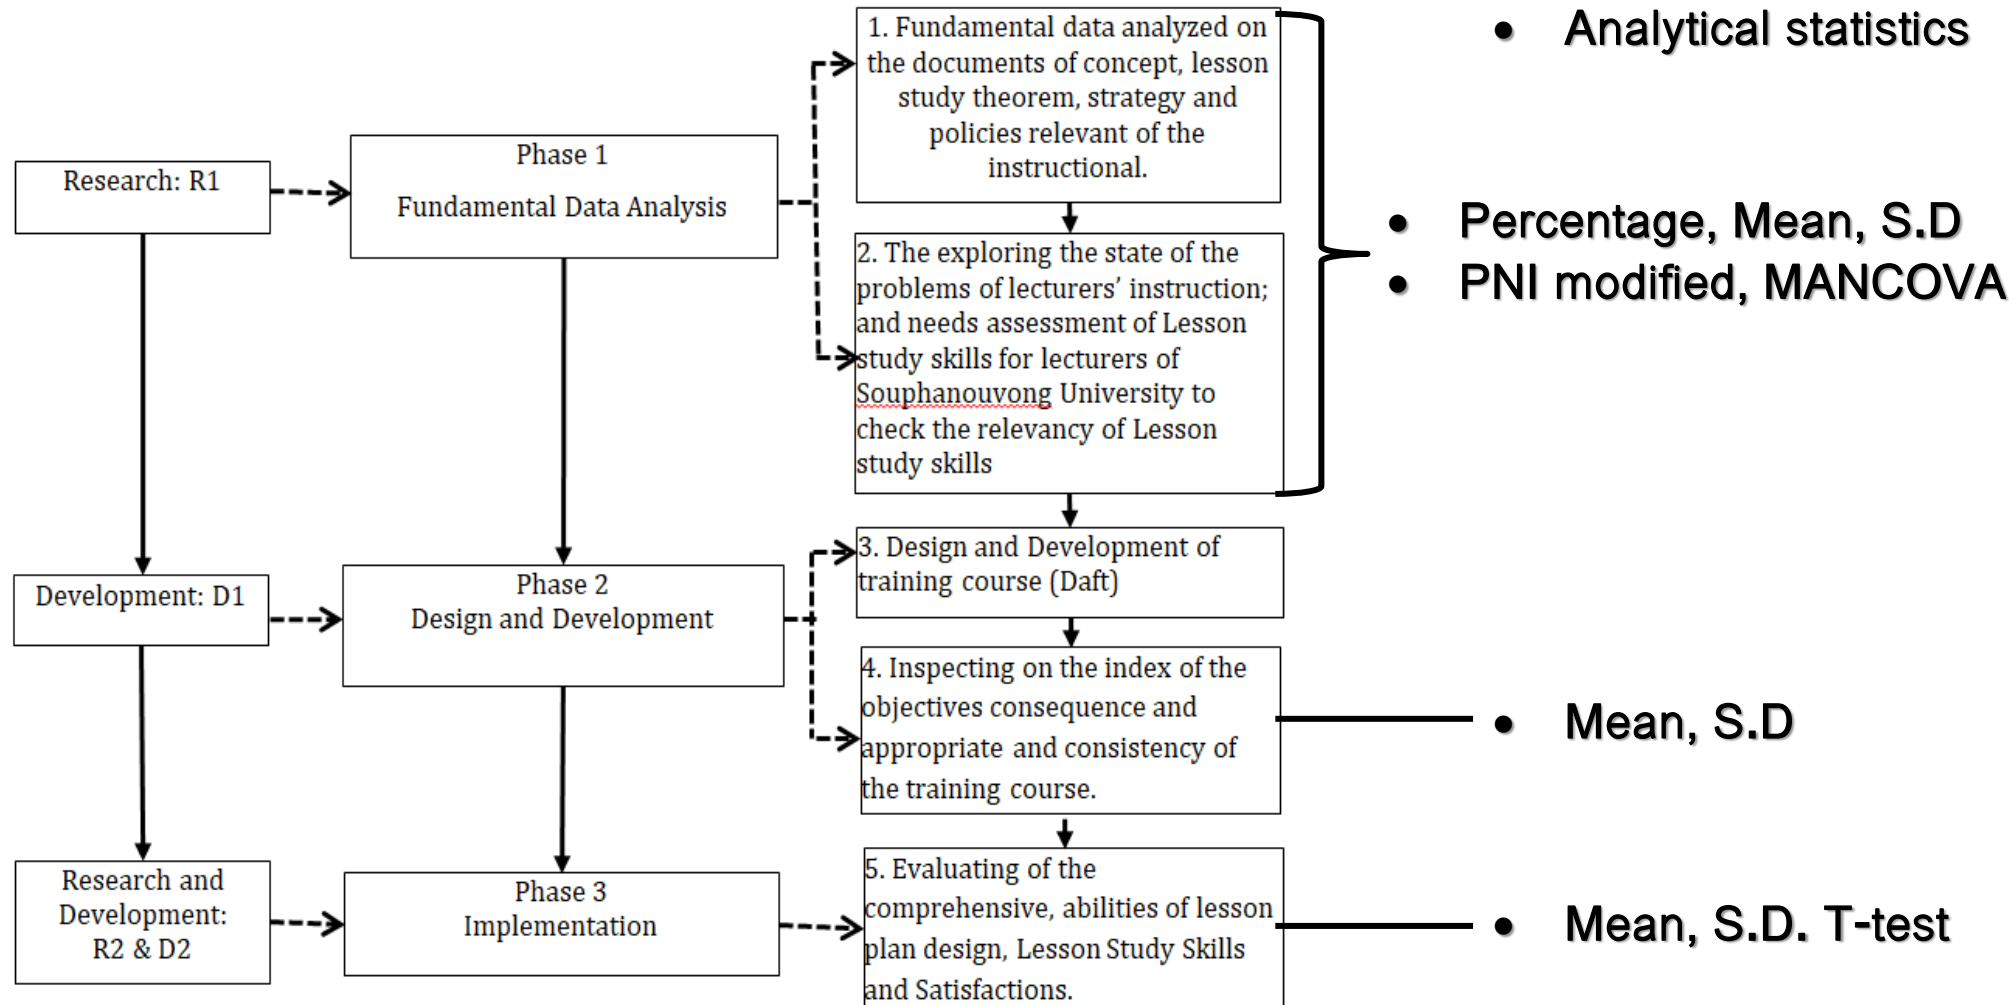 Research: R1
Phase 1
Fundamental Data Analysis
1. Fundamental data analyzed on
the documents of concept, lesson
study theorem, strategy and
policies relevant of the
instructional.
• Analytical statistics
2. The exploring the state of the
problems of lecturers’ instruction;
and needs assessment of Lesson
study skills for lecturers of
Souphanouvong University to
check the relevancy of Lesson
study skills
• Percentage, Mean, S.D
• PNI modified, MANCOVA
Development: D1
Phase 2
Design and Development
3. Design and Development of
training course (Daft)
4. Inspecting on the index of the
objectives consequence and
appropriate and consistency of
the training course.
• Mean, S.D
Research and
Development:
R2 & D2
Phase 3
Implementation
5. Evaluating of the
comprehensive, abilities of lesson
plan design, Lesson Study Skills
and Satisfactions.
• Mean, S.D. T-test